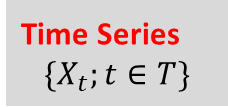 Time Series
{X_t; t ∈ T}